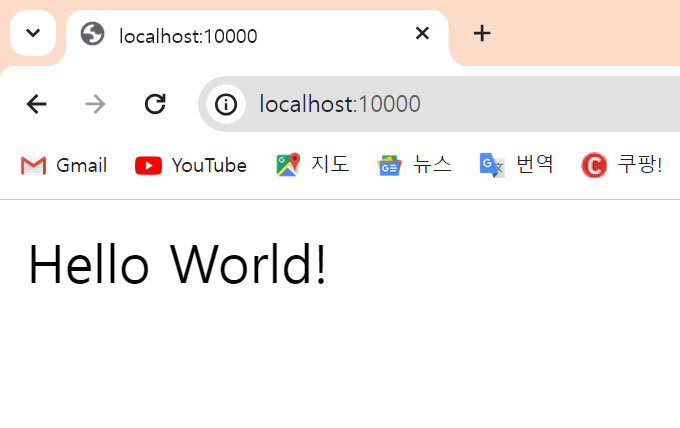 localhost:10000
localhost:10000
Gmail YouTube 지도 뉴스 번역 쿠팡!
Hello World!